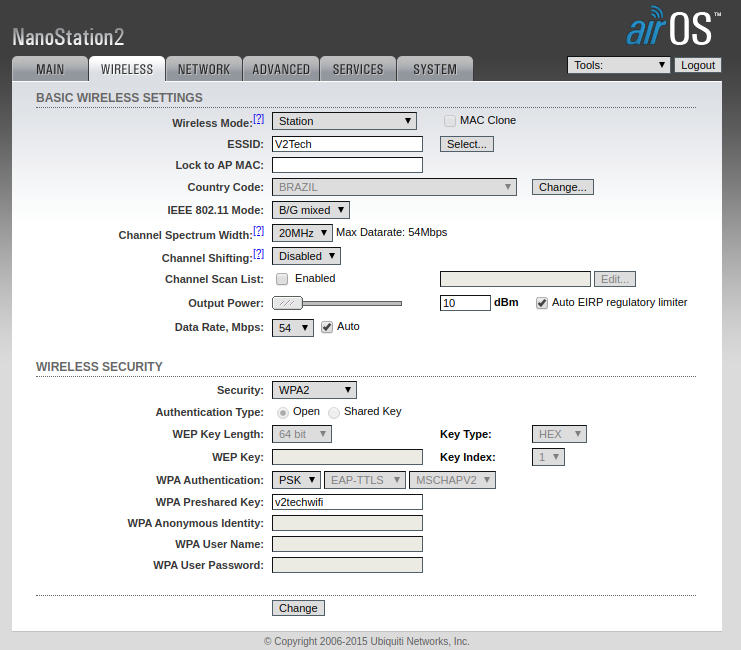 NanoStation2
airOS™
MAIN WIRELESS NETWORK ADVANCED SERVICES SYSTEM Tools: Logout
BASIC WIRELESS SETTINGS
Wireless Mode:[?] Station MAC Clone
ESSID: V2Tech Select...
Lock to AP MAC:
Country Code: BRAZIL Change...
IEEE 802.11 Mode: B/G mixed
Channel Spectrum Width:[?] 20MHz Max Datarate: 54Mbps
Channel Shifting:[?] Disabled
Channel Scan List: Enabled Edit...
Output Power: 10 dBm Auto EIRP regulatory limiter
Data Rate, Mbps: 54 Auto
WIRELESS SECURITY
Security: WPA2
Authentication Type: Open Shared Key
WEP Key Length: 64 bit Key Type: HEX
WEP Key: Key Index: 1
WPA Authentication: PSK EAP-TTLS MSCHAPV2
WPA Preshared Key: v2techwifi
WPA Anonymous Identity:
WPA User Name:
WPA User Password:
Change
© Copyright 2006-2015 Ubiquiti Networks, Inc.